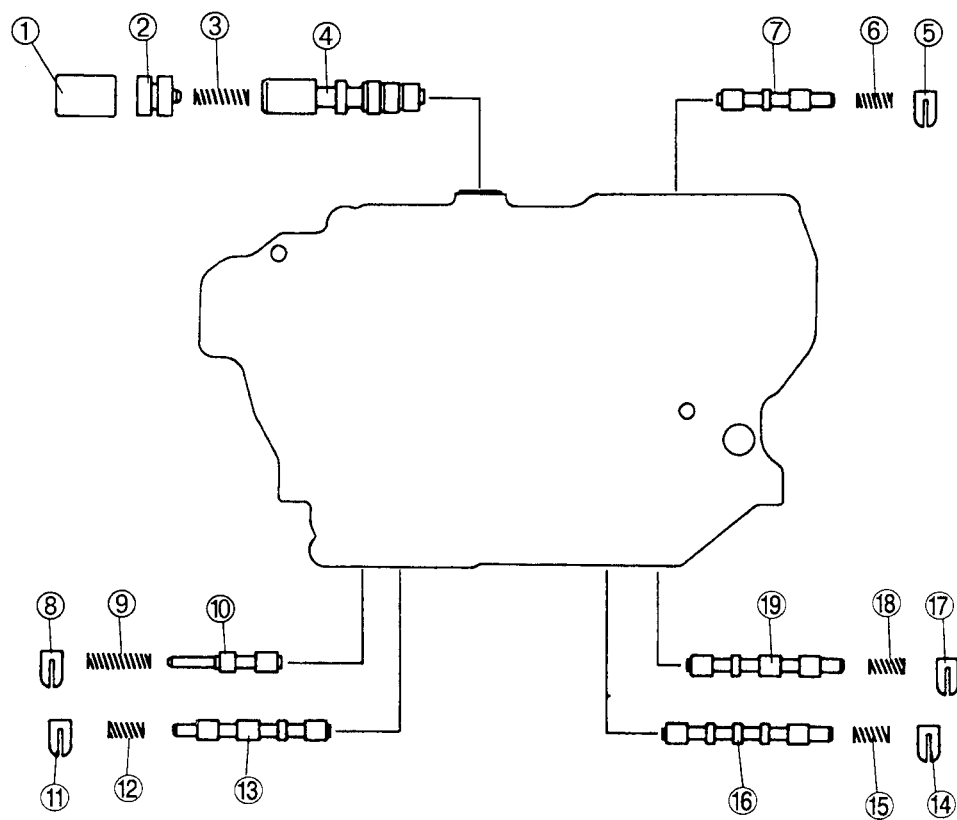 ① ② ③ ④ ⑦ ⑥ ⑤
⑧ ⑨ ⑩ ⑲ ⑱ ⑰
⑪ ⑫ ⑬ ⑯ ⑮ ⑭